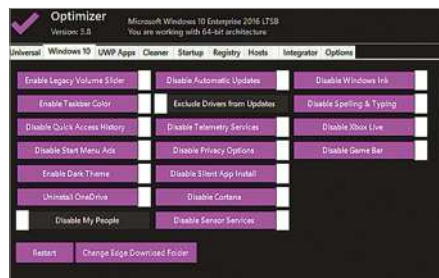 Optimizer
Microsoft Windows 10 Enterprise 2016 LTSB
Version: 3.8
You are working with 64-bit architecture
Universal Windows 10 UWP Apps Cleaner Startup Registry Hosts Integrator Options
Enable Legacy Volume Slider Disable Automatic Updates Disable Windows Ink
Enable Taskbar Color Exclude Drivers from Updates Disable Spelling & Typing
Disable Quick Access History Disable Telemetry Services Disable Xbox Live
Disable Start Menu Ads Disable Privacy Options Disable Game Bar
Enable Dark Theme Disable Silent App Install
Uninstall OneDrive Disable Cortana
Disable My People Disable Sensor Services
Restart Change Edge Download Folder